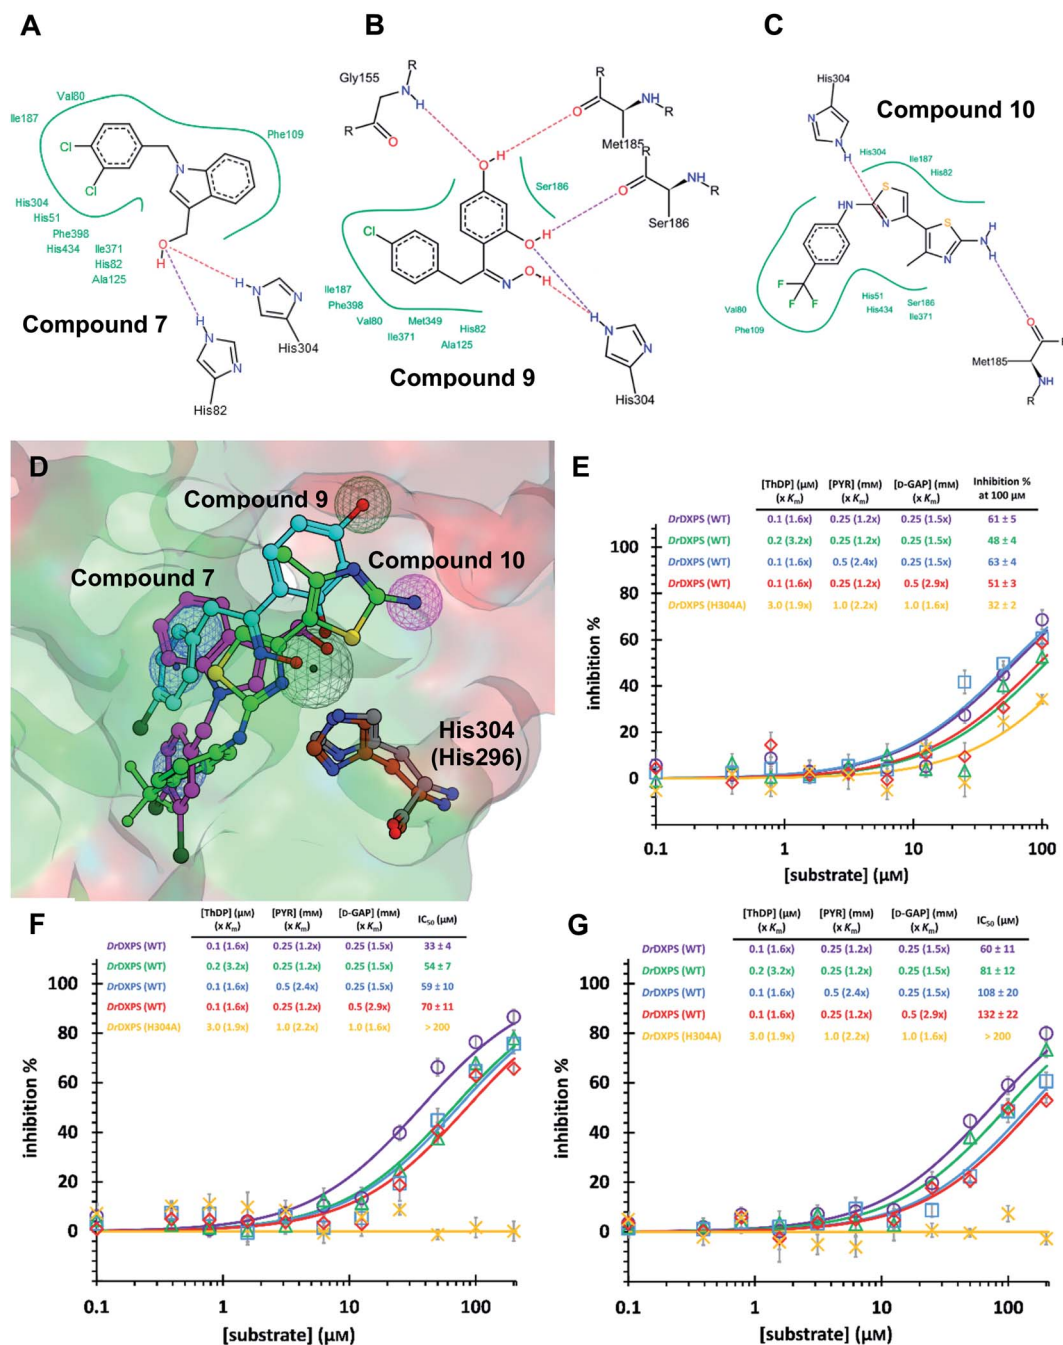 A
B
C
Val80
Ile187
Phe109
Cl
N
Cl
His304
His51
Phe398
His434
Ile371
His82
Ala125
O
H
H
N
N
His304
H
N
N
His82
Compound 7
Gly155
R
N
H
R
O
R
O
NH
R
Met185
H
O
Ser186
R
O
NH
R
Ser186
Cl
O
H
N
OH
H
N
N
His304
Ile187
Phe398
Val80
Met349
His82
Ile371
Ala125
Compound 9
His304
N
N
H
Compound 10
His304
Ile187
His82
S
HN
N
S
N
H
N
H
F
F
F
Val80
Phe109
His51
His434
Ser186
Ile371
O
R
Met185
NH
R
D
Compound 9
Compound 10
Compound 7
His304
(His296)
E
[ThDP] (μM) [PYR] (mM) [D-GAP] (mM) Inhibition %
(x Km) (x Km) (x Km) at 100 μM
DrDXPS (WT) 0.1 (1.6x) 0.25 (1.2x) 0.25 (1.5x) 61 ± 5
DrDXPS (WT) 0.2 (3.2x) 0.25 (1.2x) 0.25 (1.5x) 48 ± 4
DrDXPS (WT) 0.1 (1.6x) 0.5 (2.4x) 0.25 (1.5x) 63 ± 4
DrDXPS (WT) 0.1 (1.6x) 0.25 (1.2x) 0.5 (2.9x) 51 ± 3
DrDXPS (H304A) 3.0 (1.9x) 1.0 (2.2x) 1.0 (1.6x) 32 ± 2
100
80
60
40
20
0
inhibition %
0.1 1 10 100
[substrate] (μM)
F
[ThDP] (μM) [PYR] (mM) [D-GAP] (mM) IC50 (μM)
(x Km) (x Km) (x Km)
DrDXPS (WT) 0.1 (1.6x) 0.25 (1.2x) 0.25 (1.5x) 33 ± 4
DrDXPS (WT) 0.2 (3.2x) 0.25 (1.2x) 0.25 (1.5x) 54 ± 7
DrDXPS (WT) 0.1 (1.6x) 0.5 (2.4x) 0.25 (1.5x) 59 ± 10
DrDXPS (WT) 0.1 (1.6x) 0.25 (1.2x) 0.5 (2.9x) 70 ± 11
DrDXPS (H304A) 3.0 (1.9x) 1.0 (2.2x) 1.0 (1.6x) > 200
100
80
60
40
20
0
inhibition %
0.1 1 10 100
[substrate] (μM)
G
[ThDP] (μM) [PYR] (mM) [D-GAP] (mM) IC50 (μM)
(x Km) (x Km) (x Km)
DrDXPS (WT) 0.1 (1.6x) 0.25 (1.2x) 0.25 (1.5x) 60 ± 11
DrDXPS (WT) 0.2 (3.2x) 0.25 (1.2x) 0.25 (1.5x) 81 ± 12
DrDXPS (WT) 0.1 (1.6x) 0.5 (2.4x) 0.25 (1.5x) 108 ± 20
DrDXPS (WT) 0.1 (1.6x) 0.25 (1.2x) 0.5 (2.9x) 132 ± 22
DrDXPS (H304A) 3.0 (1.9x) 1.0 (2.2x) 1.0 (1.6x) > 200
100
80
60
40
20
0
inhibition %
0.1 1 10 100
[substrate] (μM)